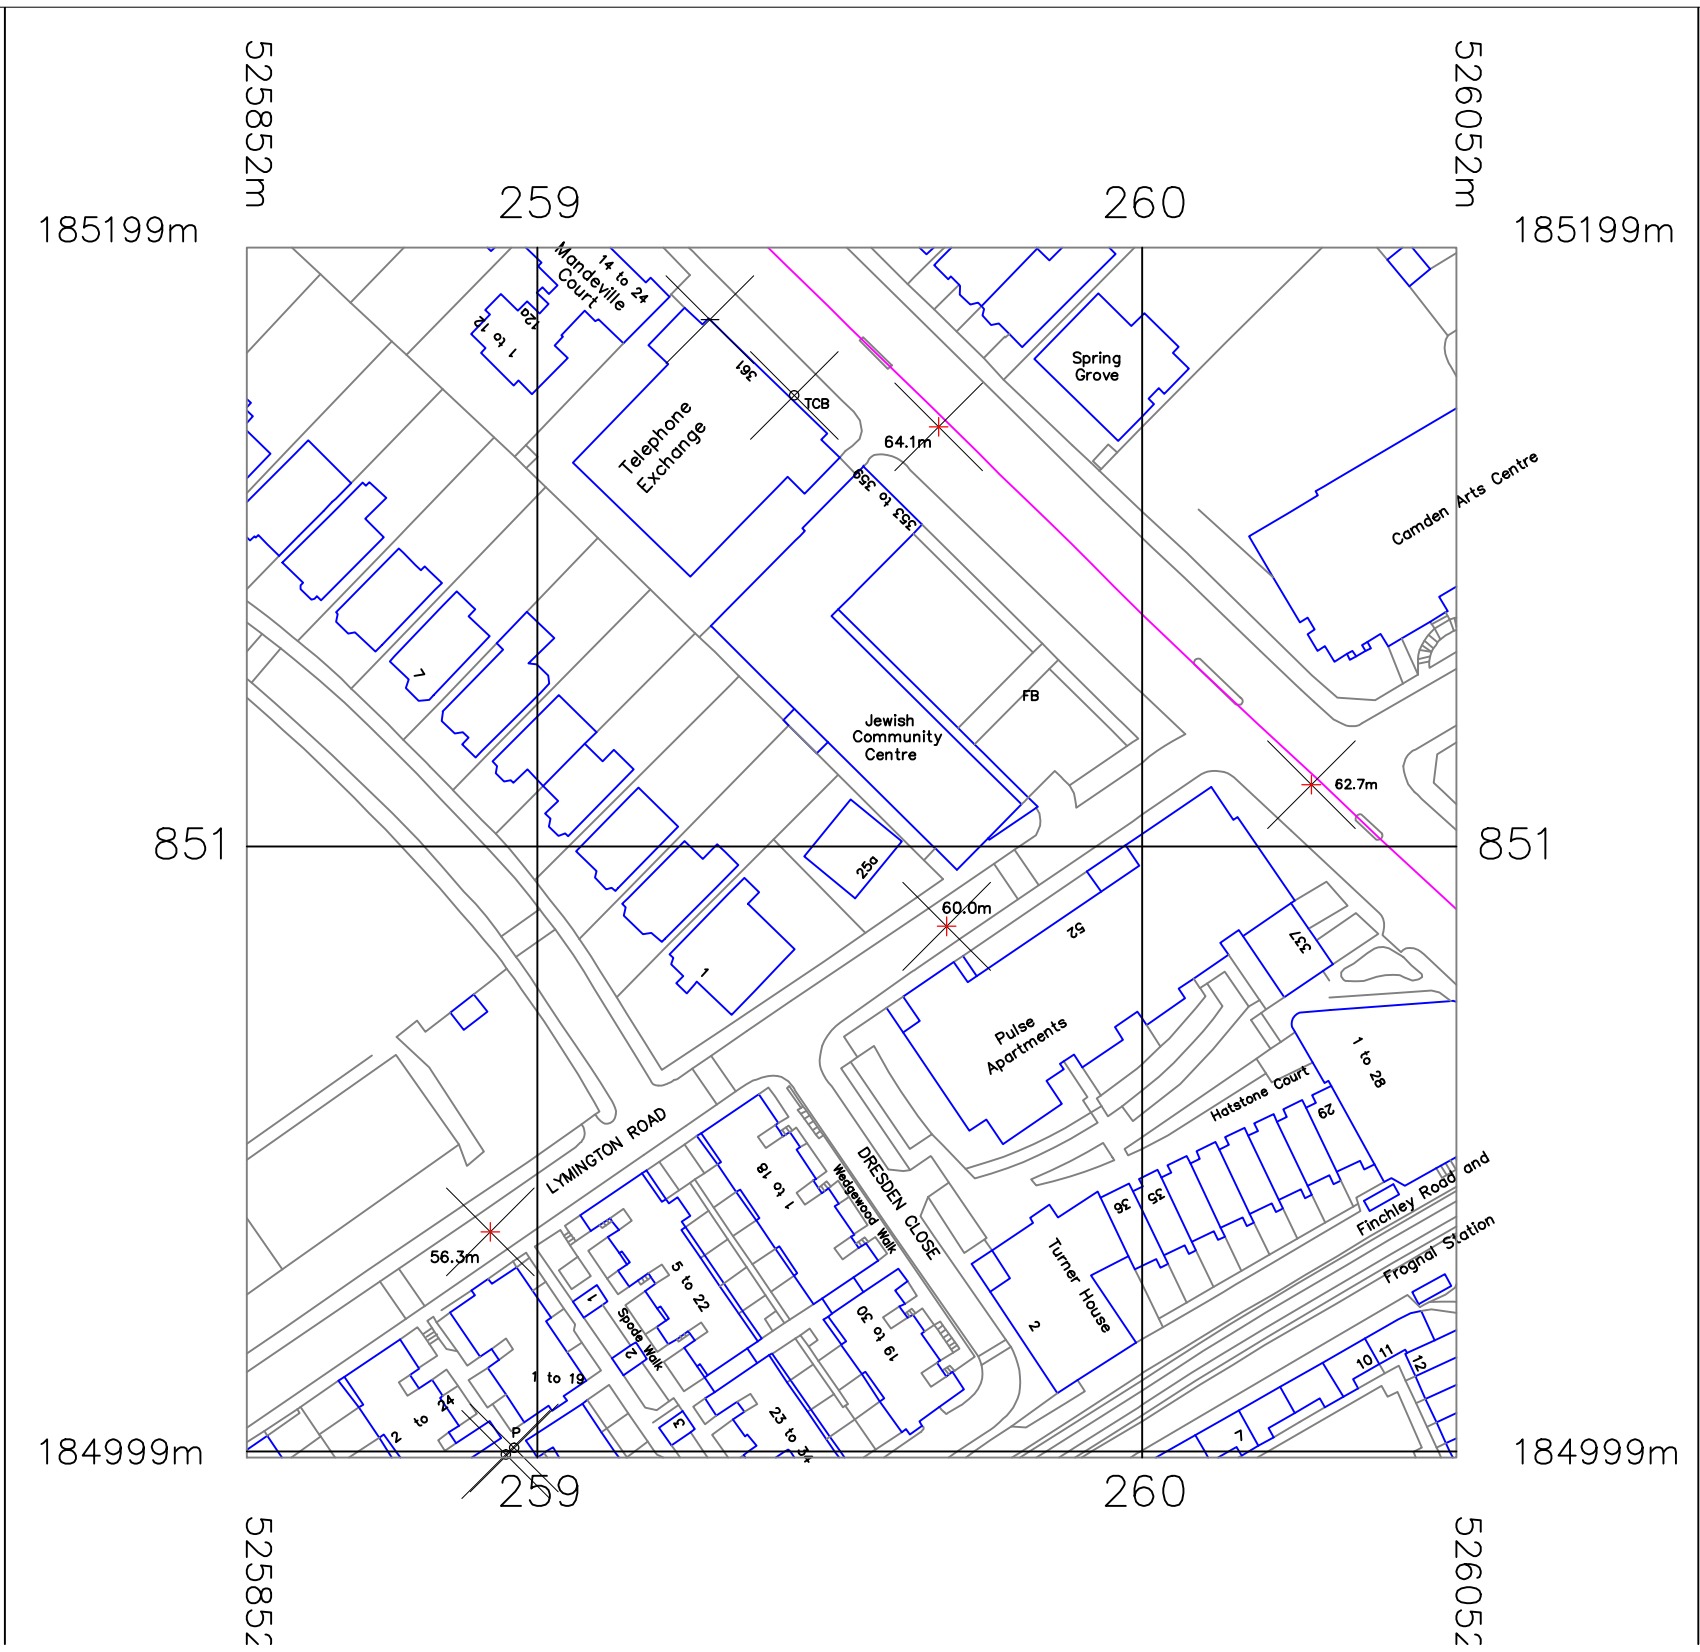 522852m
526052m
525852m
259
260
185199m
185199m
Mandeville
Court
14 to 24
12a
1 to 12
361
TCB
Telephone
Exchange
Spring
Grove
64.1m
353 to 359
Camden Arts Centre
7
FB
Jewish
Community
Centre
62.7m
851
851
25a
60.0m
52
337
1
Pulse
Apartments
1 to 28
Hatstone Court
29
LYMINGTON ROAD
DRESDEN CLOSE
Wedgewood Walk
1 to 18
36
35
Finchley Road and
Frognal Station
56.3m
5 to 22
1
Spode Walk
2
19 to 30
Turner House
2
1 to 19
2 to 24
3
23 to 34
P
7
10
11
12
184999m
184999m
259
260
525852
526052